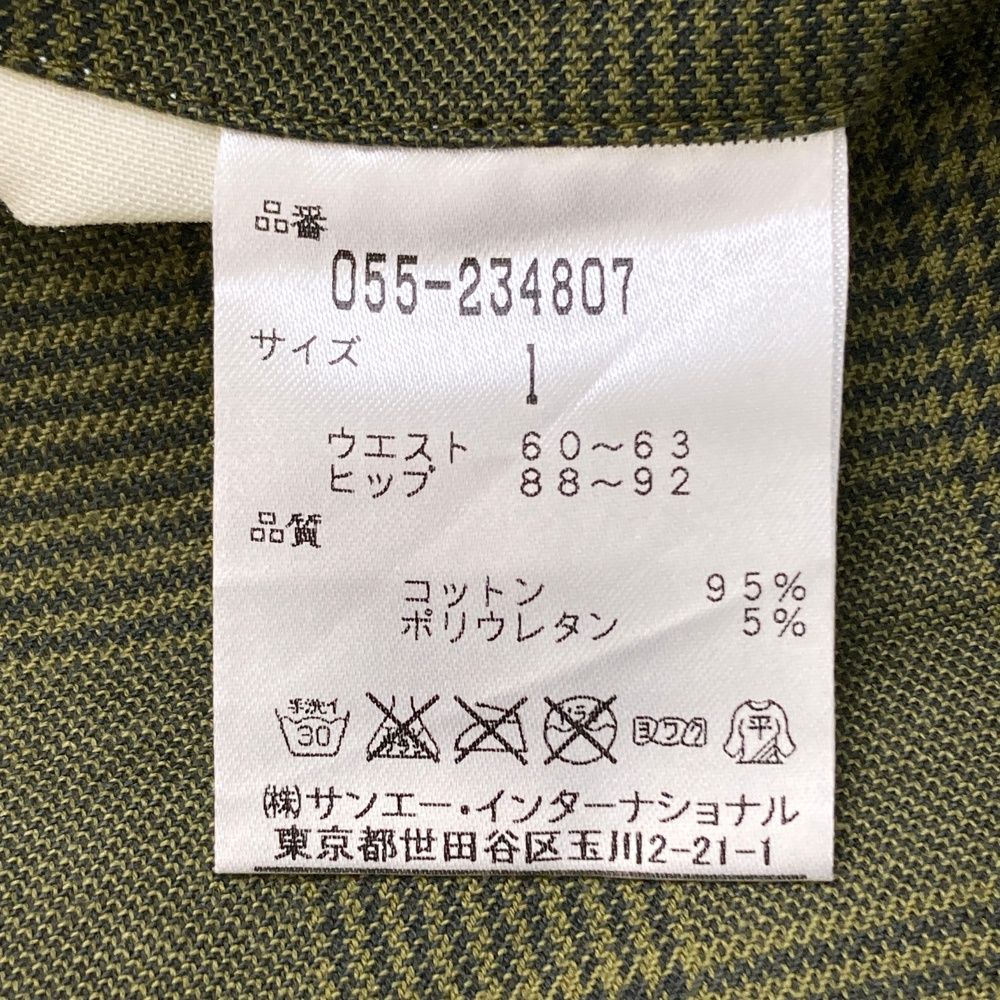 品番
055-234807
サイズ 1
ウエスト 60～63
ヒップ 88～92
品質
コットン 95%
ポリウレタン 5%
手洗イ
30
平
(株)サンエー・インターナショナル
東京都世田谷区玉川2-21-1